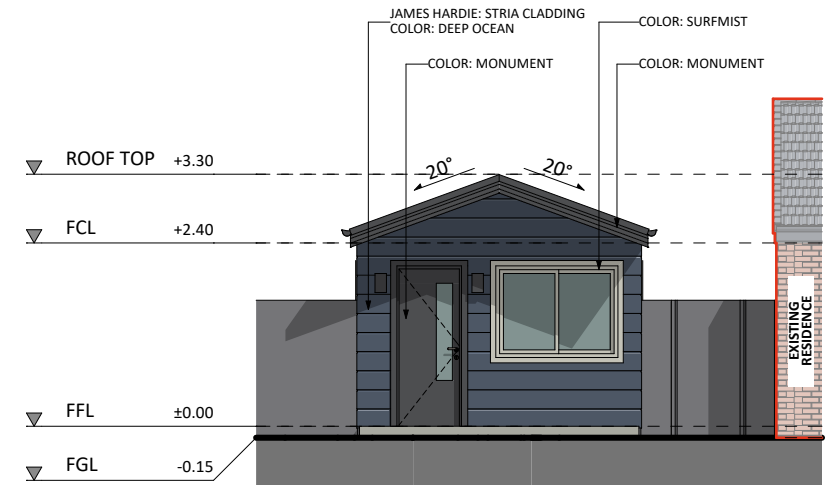 JAMES HARDIE: STRIA CLADDING
COLOR: DEEP OCEAN
COLOR: SURFMIST
COLOR: MONUMENT
COLOR: MONUMENT
ROOF TOP +3.30
20° 20°
FCL +2.40
EXISTING
RESIDENCE
FFL ±0.00
FGL -0.15